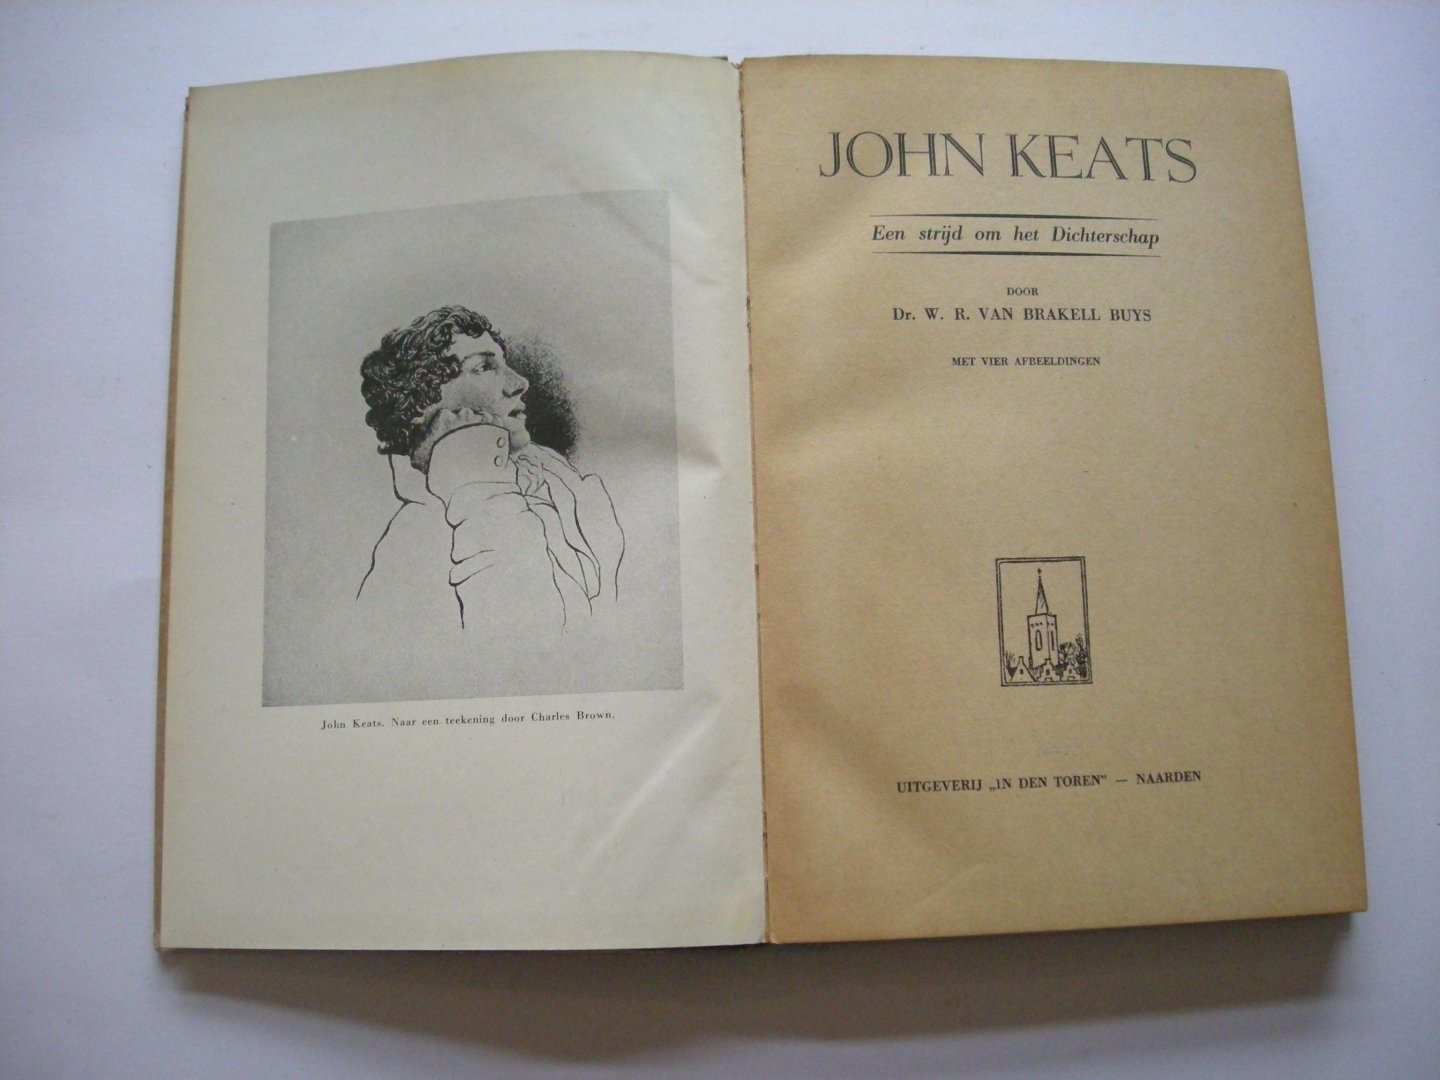 John Keats. Naar een teekening door Charles Brown.
JOHN KEATS
Een strijd om het Dichterschap
DOOR
Dr. W. R. VAN BRAKELL BUYS
MET VIER AFBEELDINGEN
UITGEVERIJ „IN DEN TOREN” — NAARDEN